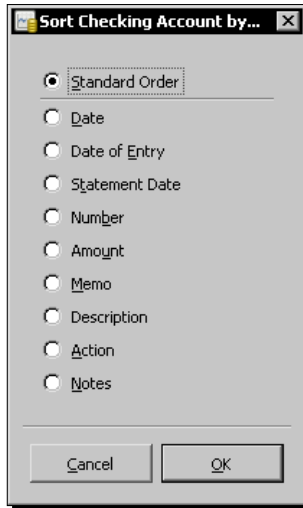 Sort Checking Account by...
Standard Order
Date
Date of Entry
Statement Date
Number
Amount
Memo
Description
Action
Notes
Cancel OK